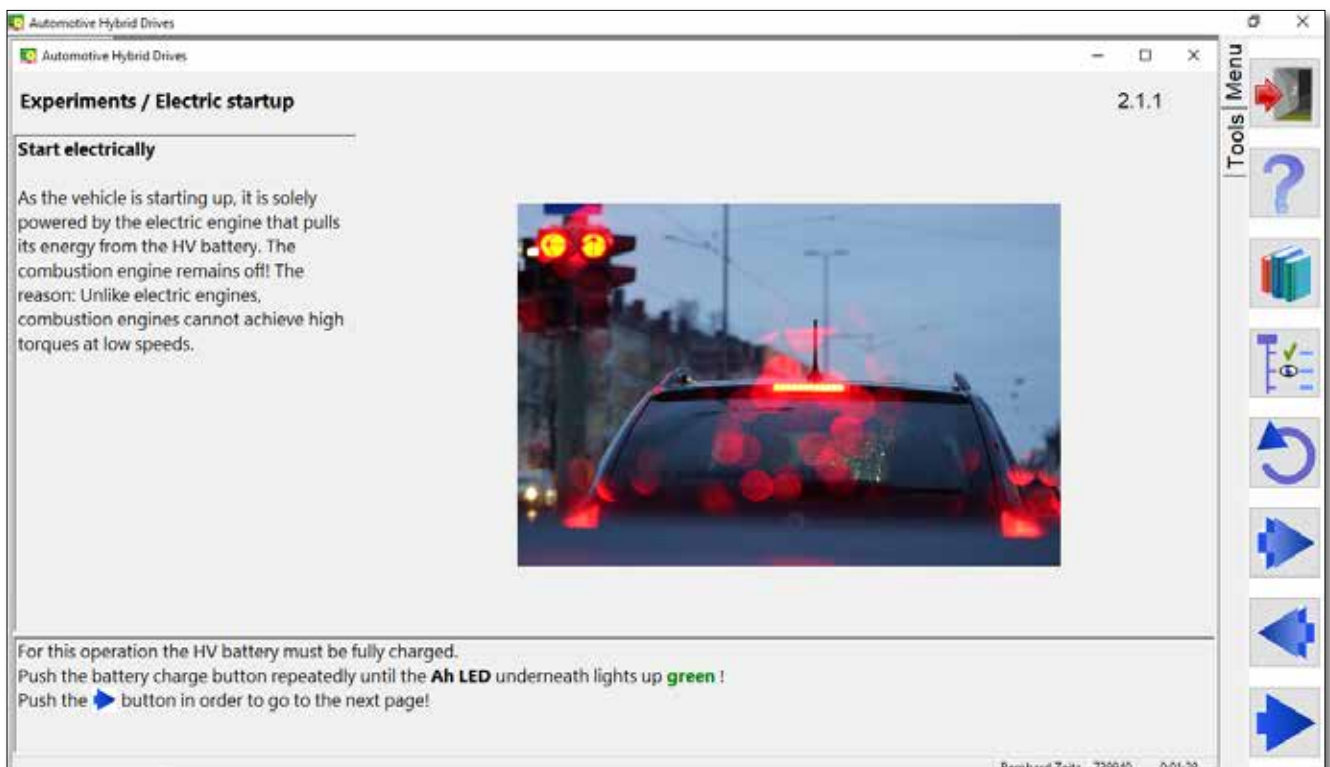 Automotive Hybrid Drives
Automotive Hybrid Drives
Experiments / Electric startup
2.1.1
Tools | Menu
Start electrically
As the vehicle is starting up, it is solely
powered by the electric engine that pulls
its energy from the HV battery. The
combustion engine remains off! The
reason: Unlike electric engines,
combustion engines cannot achieve high
torques at low speeds.
For this operation the HV battery must be fully charged.
Push the battery charge button repeatedly until the Ah LED underneath lights up green !
Push the button in order to go to the next page!